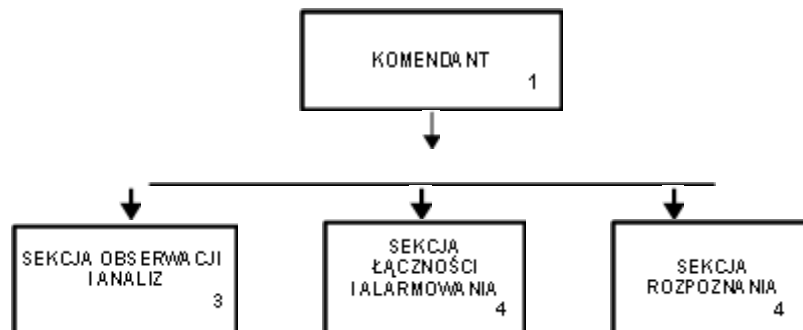 KOMENDANT
1
SEKCJA OBSERWACJI
I ANALIZ
3
SEKCJA
ŁĄCZNOŚCI
I ALARMOWANIA
4
SEKCJA
ROZPOZNANIA
4